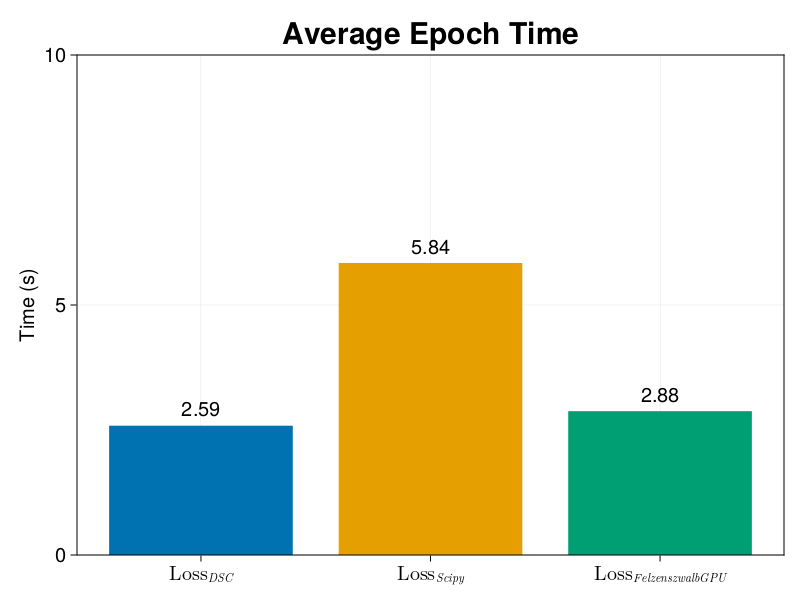 Average Epoch Time
10
5
0
Time (s)
2.59
5.84
2.88
Loss_DSC
Loss_Scipy
Loss_FelzenszwalbGPU